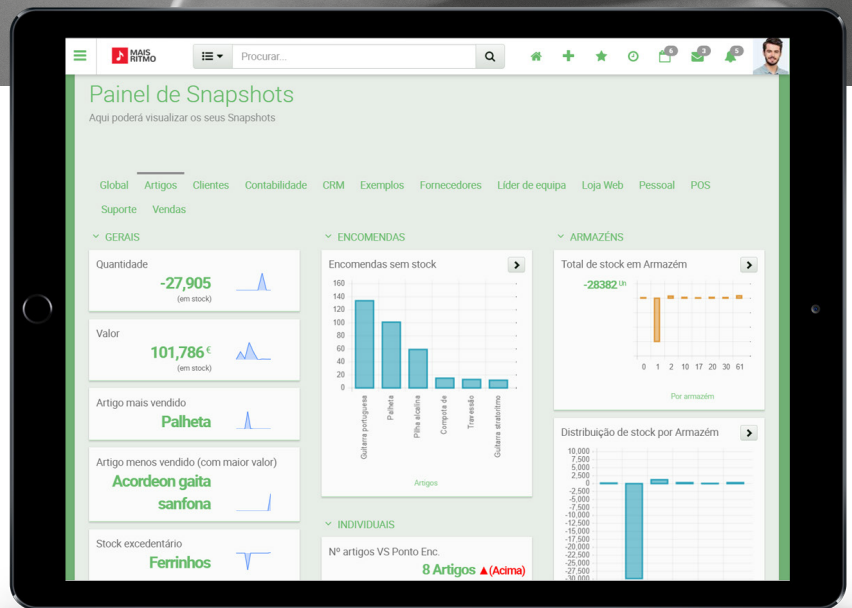 MAIS
RITMO
Procurar...
6
3
5
Painel de Snapshots
Aqui poderá visualizar os seus Snapshots
Global Artigos Clientes Contabilidade CRM Exemplos Fornecedores Líder de equipa Loja Web Pessoal POS
Suporte Vendas
GERAIS
Quantidade
-27,905
(em stock)
Valor
101,786 €
(em stock)
Artigo mais vendido
Palheta
Artigo menos vendido (com maior valor)
Acordeon gaita
sanfona
Stock excedentário
Ferrinhos
ENCOMENDAS
Encomendas sem stock
160
140
120
100
80
60
40
20
0
Guitarra portuguesa
Palheta
Pilha alcalina
Compota de
Travessão
Guitarra stratoritmo
Artigos
INDIVIDUAIS
Nº artigos VS Ponto Enc.
8 Artigos ▲(Acima)
ARMAZÉNS
Total de stock em Armazém
-28382 Un
0 1 2 10 17 20 30 61
Por armazém
Distribuição de stock por Armazém
10,000
7,500
5,000
2,500
0
-2,500
-5,000
-7,500
-10,000
-12,500
-15,000
-17,500
-20,000
-22,500
-25,000
-27,500
-30,000